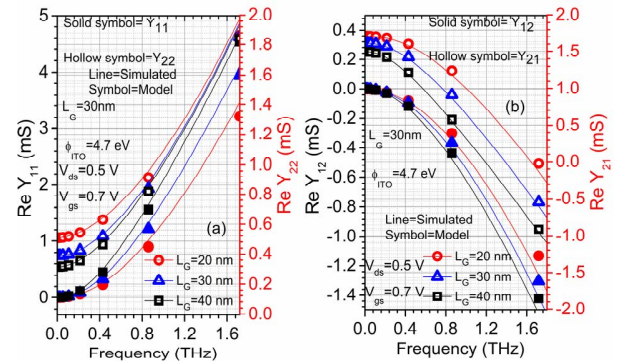 Solid symbol=Y11
Hollow symbol=Y22
Line=Simulated
Symbol=Model
LG=30nm
ϕITO=4.7 eV
Vds=0.5 V
Vgs=0.7 V
(a)
LG=20 nm
LG=30 nm
LG=40 nm
Re Y11 (mS)
5
4
3
2
1
0
Re Y22 (mS)
2.0
1.8
1.6
1.4
1.2
1.0
0.8
0.6
0.4
0.2
0.0
0.0 0.4 0.8 1.2 1.6
Frequency (THz)
Solid symbol=Y12
Hollow symbol=Y21
(b)
LG=30nm
ϕITO=4.7 eV
Line=Simulated
Symbol=Model
Vds=0.5 V
Vgs=0.7 V
LG=20 nm
LG=30 nm
LG=40 nm
Re Y12 (mS)
0.4
0.2
0.0
-0.2
-0.4
-0.6
-0.8
-1.0
-1.2
-1.4
Re Y21 (mS)
2.0
1.5
1.0
0.5
0.0
-0.5
-1.0
-1.5
-2.0
0.0 0.4 0.8 1.2 1.6
Frequency (THz)